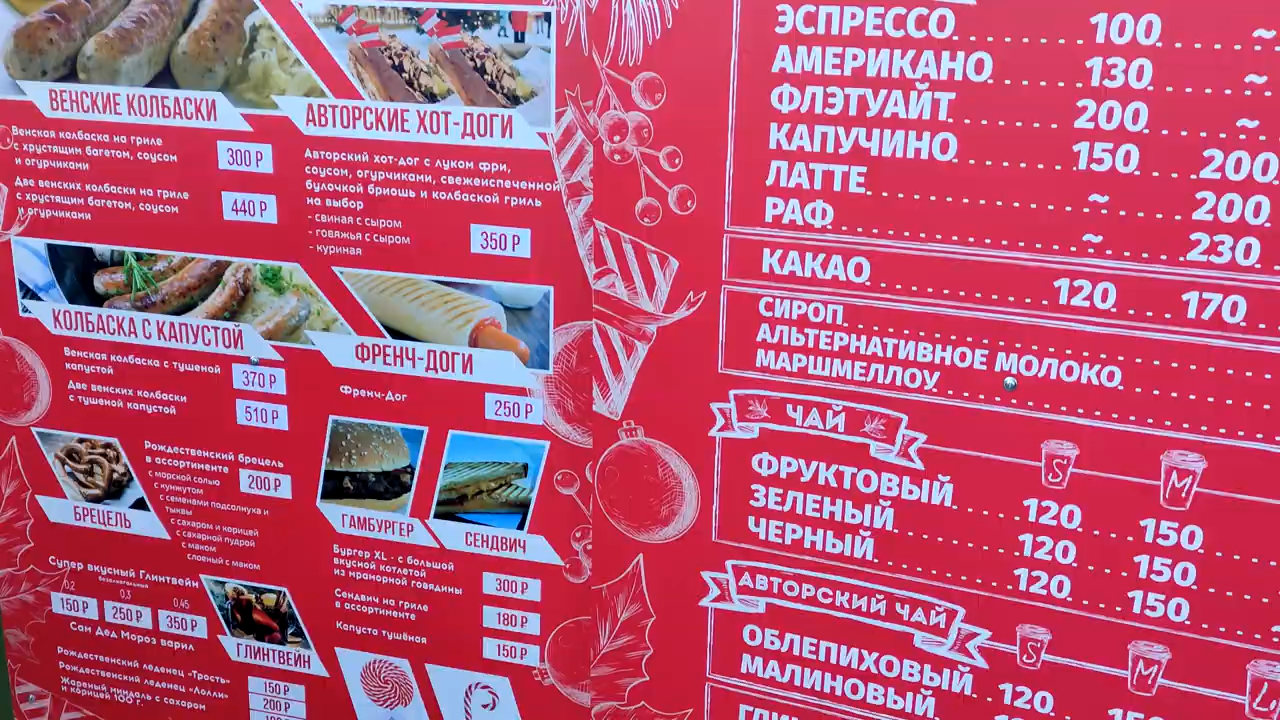 ВЕНСКИЕ КОЛБАСКИ
Венская колбаска на гриле
с хрустящим багетом, соусом
и огурчиками
300 Р
Две венских колбаски на гриле
с хрустящим багетом, соусом
и огурчиками
440 Р
АВТОРСКИЕ ХОТ-ДОГИ
Авторский хот-дог с луком фри,
соусом, огурчиками, свежеиспеченной
булочкой бриошь и колбаской гриль
на выбор
- свиная с сыром
- говяжья с сыром
- куриная
350 Р
КОЛБАСКА С КАПУСТОЙ
Венская колбаска с тушеной
капустой
370 Р
Две венских колбаски
с тушеной капустой
510 Р
ФРЕНЧ-ДОГИ
Френч-Дог
250 Р
БРЕЦЕЛЬ
Рождественский брецель
в ассортименте
200 Р
с морской солью
с кунжутом
с семенами подсолнуха и
тыквы
с сахаром и корицей
с сахарной пудрой
с маком
слоеный с маком
ГАМБУРГЕР
СЕНДВИЧ
Бургер XL - с большой
вкусной котлетой
из мраморной говядины
300 Р
Сендвич на гриле
в ассортименте
180 Р
Капуста тушёная
150 Р
Супер вкусный Глинтвейн
безалкогольный
0,2 0,3 0,45
150 Р 250 Р 350 Р
Сам Дед Мороз варил
ГЛИНТВЕЙН
Рождественский леденец «Трость»
150 Р
Рождественский леденец «Лолли»
200 Р
Жареный миндаль с сахаром
и корицей 100 г.
ЭСПРЕССО 100 ~
АМЕРИКАНО 130 ~
ФЛЭТУАЙТ 200 ~
КАПУЧИНО 150 200
ЛАТТЕ ~ 200
РАФ ~ 230
КАКАО 120 170
СИРОП
АЛЬТЕРНАТИВНОЕ МОЛОКО
МАРШМЕЛЛОУ
ЧАЙ
S M
ФРУКТОВЫЙ 120 150
ЗЕЛЕНЫЙ 120 150
ЧЕРНЫЙ 120 150
АВТОРСКИЙ ЧАЙ
S M L
ОБЛЕПИХОВЫЙ 120
МАЛИНОВЫЙ